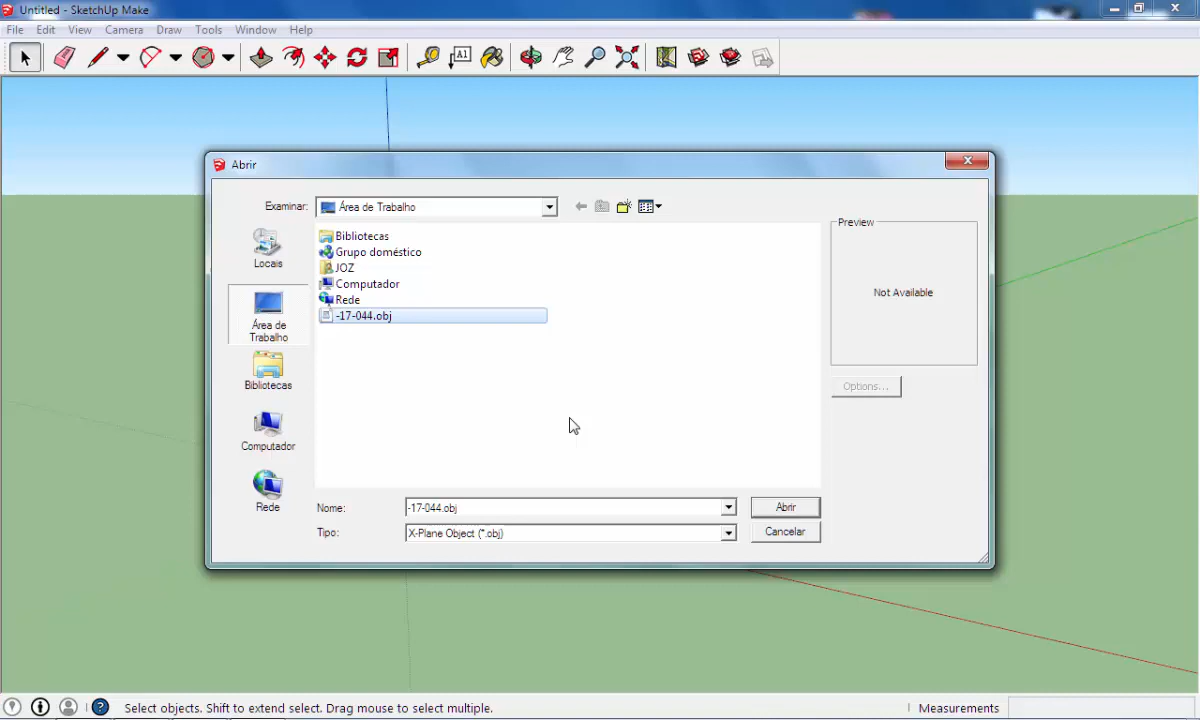 Untitled - SketchUp Make
File Edit View Camera Draw Tools Window Help
A1
Abrir
Examinar: Área de Trabalho
Locais
Área de
Trabalho
Bibliotecas
Computador
Rede
Bibliotecas
Grupo doméstico
JOZ
Computador
Rede
-17-044.obj
Preview
Not Available
Options...
Nome: -17-044.obj
Abrir
Tipo: X-Plane Object (*.obj)
Cancelar
Select objects. Shift to extend select. Drag mouse to select multiple.
Measurements